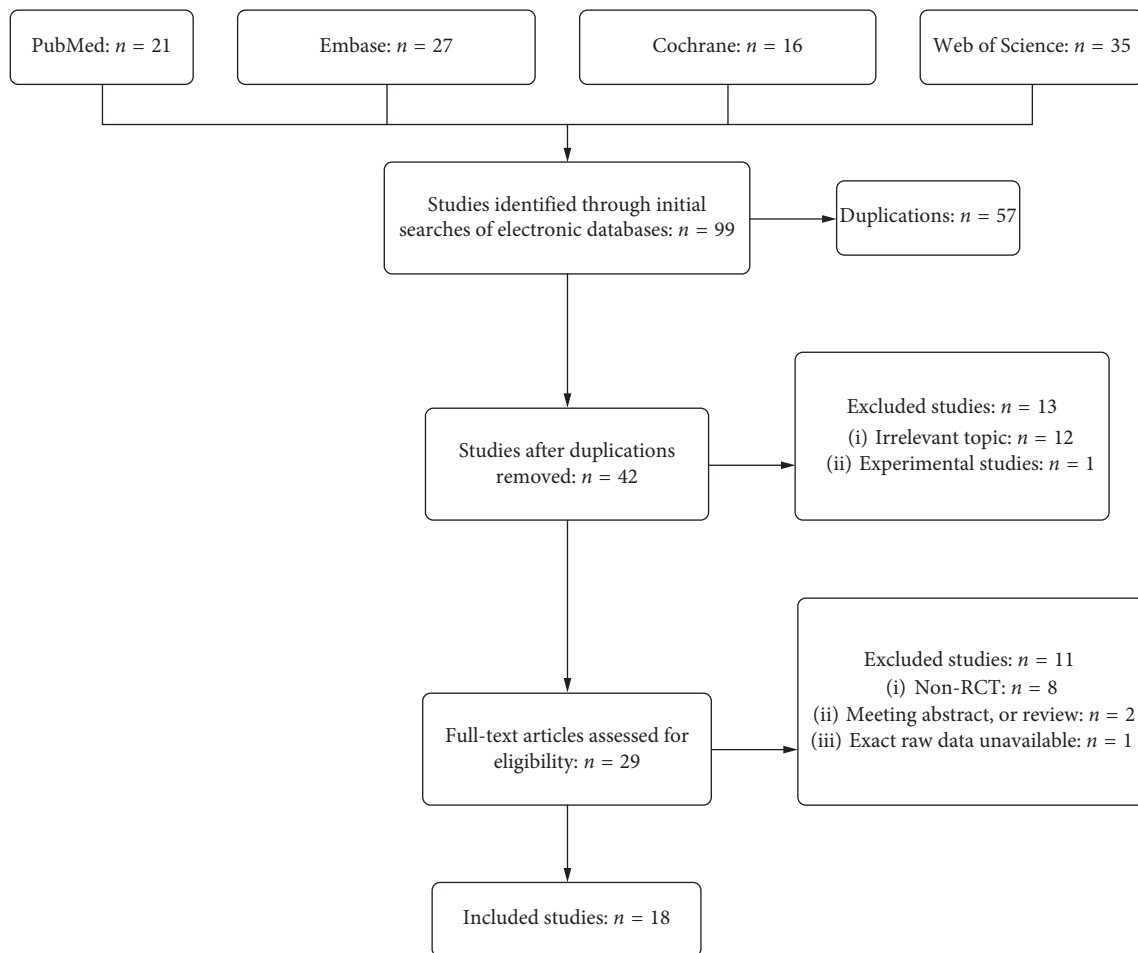 PubMed: n = 21
Embase: n = 27
Cochrane: n = 16
Web of Science: n = 35
Studies identified through initial
searches of electronic databases: n = 99
Duplications: n = 57
Studies after duplications
removed: n = 42
Excluded studies: n = 13
(i) Irrelevant topic: n = 12
(ii) Experimental studies: n = 1
Full-text articles assessed for
eligibility: n = 29
Excluded studies: n = 11
(i) Non-RCT: n = 8
(ii) Meeting abstract, or review: n = 2
(iii) Exact raw data unavailable: n = 1
Included studies: n = 18